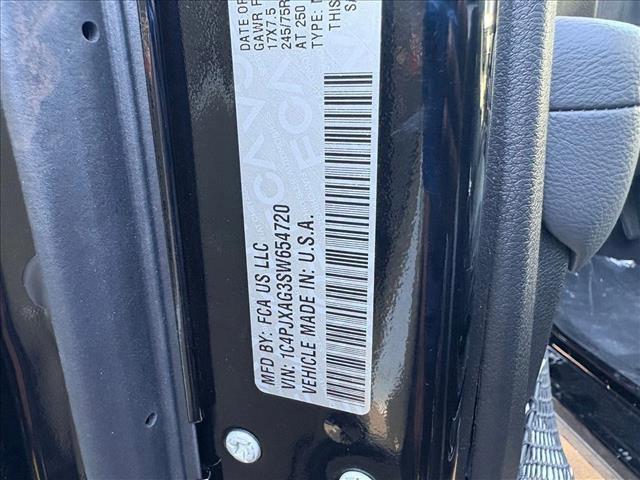 DATE OF
GAWR F
17X7.5
245/75R
AT 250
TYPE:
THIS
SA
MFD BY: FCA US LLC
VIN: 1C4PJXAG3SW654720
VEHICLE MADE IN: U.S.A.